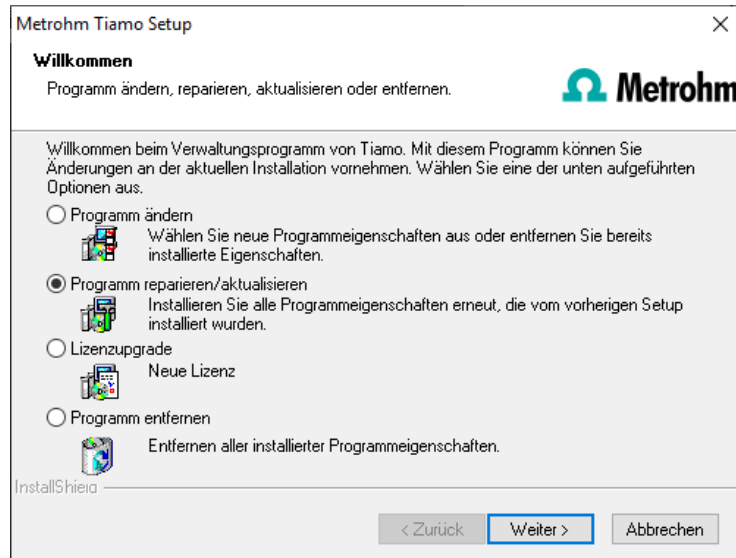 Metrohm Tiamo Setup
Willkommen
Programm ändern, reparieren, aktualisieren oder entfernen.
Metrohm
Willkommen beim Verwaltungsprogramm von Tiamo. Mit diesem Programm können Sie
Änderungen an der aktuellen Installation vornehmen. Wählen Sie eine der unten aufgeführten
Optionen aus.
Programm ändern
Wählen Sie neue Programmeigenschaften aus oder entfernen Sie bereits
installierte Eigenschaften.
Programm reparieren/aktualisieren
Installieren Sie alle Programmeigenschaften erneut, die vom vorherigen Setup
installiert wurden.
Lizenzupgrade
Neue Lizenz
Programm entfernen
Entfernen aller installierter Programmeigenschaften.
InstallShield
< Zurück
Weiter >
Abbrechen